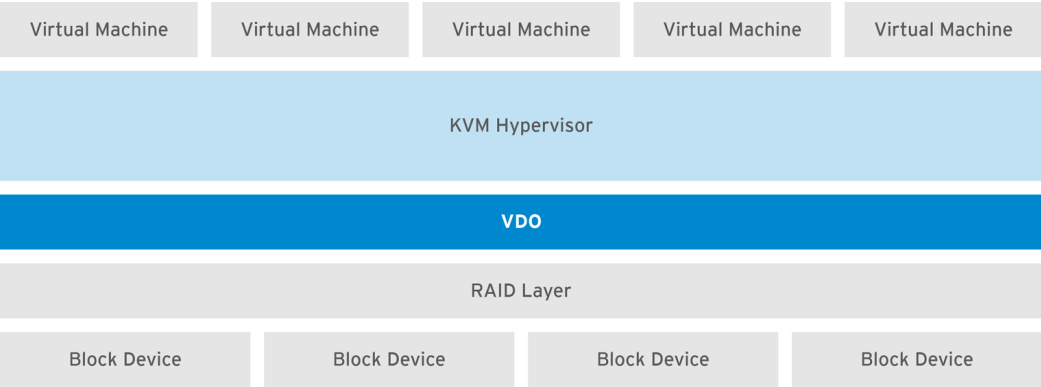 Virtual Machine Virtual Machine Virtual Machine Virtual Machine Virtual Machine
KVM Hypervisor
VDO
RAID Layer
Block Device Block Device Block Device Block Device